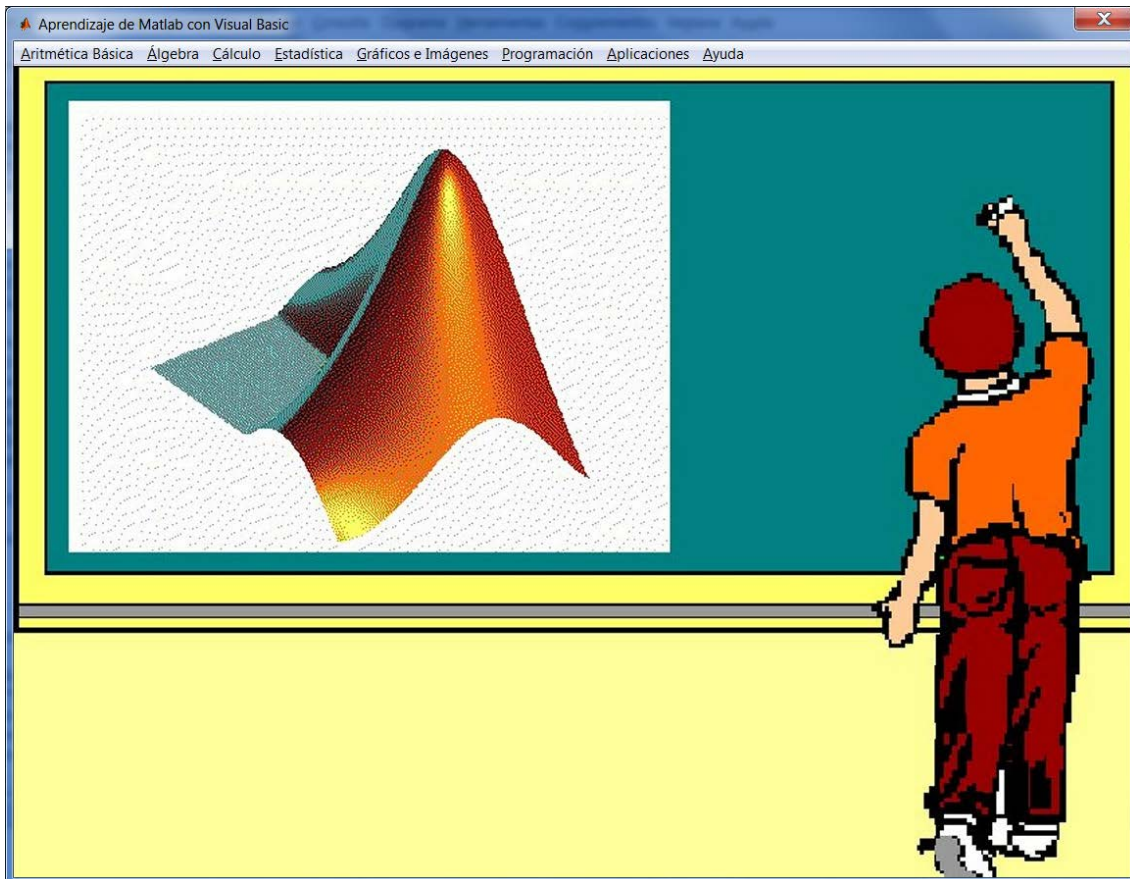 Aprendizaje de Matlab con Visual Basic
Aritmética Básica Álgebra Cálculo Estadística Gráficos e Imágenes Programación Aplicaciones Ayuda